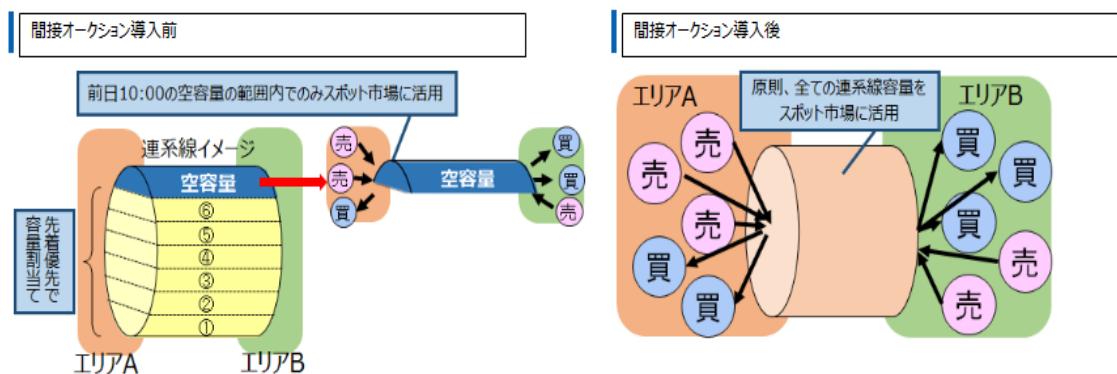 間接オークション導入前
前日10:00の空容量の範囲内でのみスポット市場に活用
連系線イメージ
空容量
⑥
⑤
④
③
②
①
先着優先で
容量割当て
エリアA
エリアB
売
売
買
空容量
買
買
売
間接オークション導入後
エリアA
原則、全ての連系線容量を
スポット市場に活用
エリアB
売
売
売
買
買
買
買
買
売
売